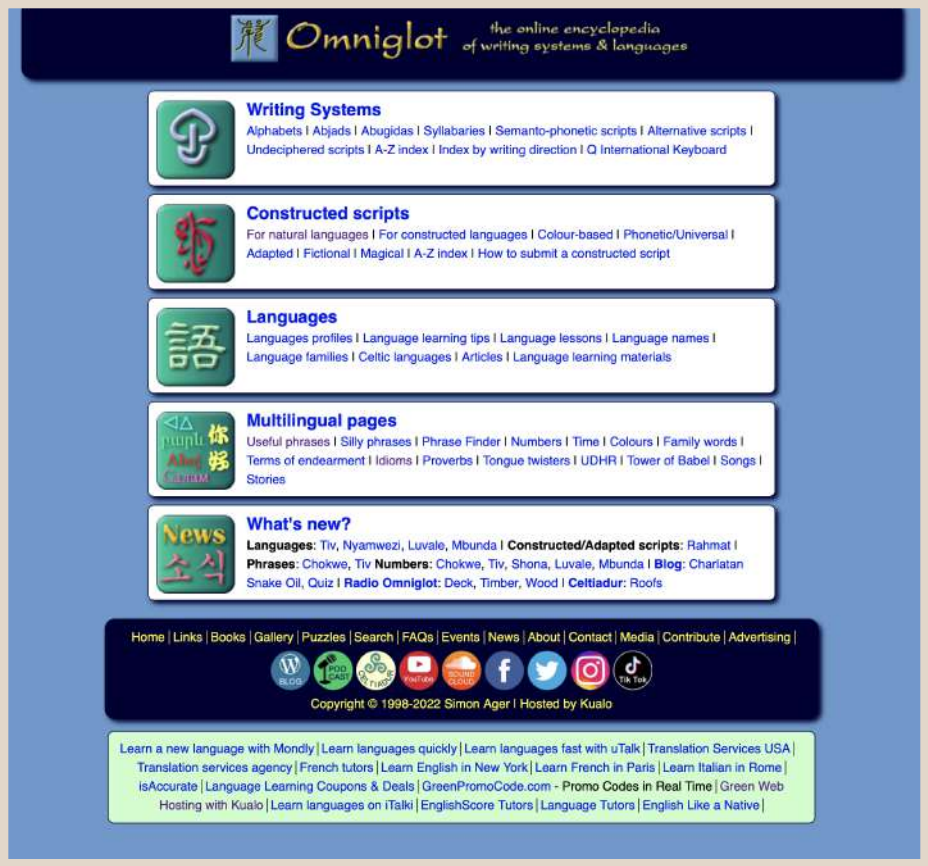 龍 Omniglot the online encyclopedia
of writing systems & languages
Writing Systems
Alphabets | Abjads | Abugidas | Syllabaries | Semanto-phonetic scripts | Alternative scripts |
Undeciphered scripts | A-Z index | Index by writing direction | Q International Keyboard
Constructed scripts
For natural languages | For constructed languages | Colour-based | Phonetic/Universal |
Adapted | Fictional | Magical | A-Z index | How to submit a constructed script
語
Languages
Languages profiles | Language learning tips | Language lessons | Language names |
Language families | Celtic languages | Articles | Language learning materials
你
好
Multilingual pages
Useful phrases | Silly phrases | Phrase Finder | Numbers | Time | Colours | Family words |
Terms of endearment | Idioms | Proverbs | Tongue twisters | UDHR | Tower of Babel | Songs |
Stories
News
소식
What's new?
Languages: Tiv, Nyamwezi, Luvale, Mbunda | Constructed/Adapted scripts: Rahmat |
Phrases: Chokwe, Tiv Numbers: Chokwe, Tiv, Shona, Luvale, Mbunda | Blog: Charlatan
Snake Oil, Quiz | Radio Omniglot: Deck, Timber, Wood | Celtiadur: Roofs
Home | Links | Books | Gallery | Puzzles | Search | FAQs | Events | News | About | Contact | Media | Contribute | Advertising |
BLOG PODCAST CELTIADUR YouTube SOUNDCLOUD Tik Tok
Copyright © 1998-2022 Simon Ager | Hosted by Kualo
Learn a new language with Mondly | Learn languages quickly | Learn languages fast with uTalk | Translation Services USA |
Translation services agency | French tutors | Learn English in New York | Learn French in Paris | Learn Italian in Rome |
isAccurate | Language Learning Coupons & Deals | GreenPromoCode.com - Promo Codes in Real Time | Green Web
Hosting with Kualo | Learn languages on iTalki | EnglishScore Tutors | Language Tutors | English Like a Native |